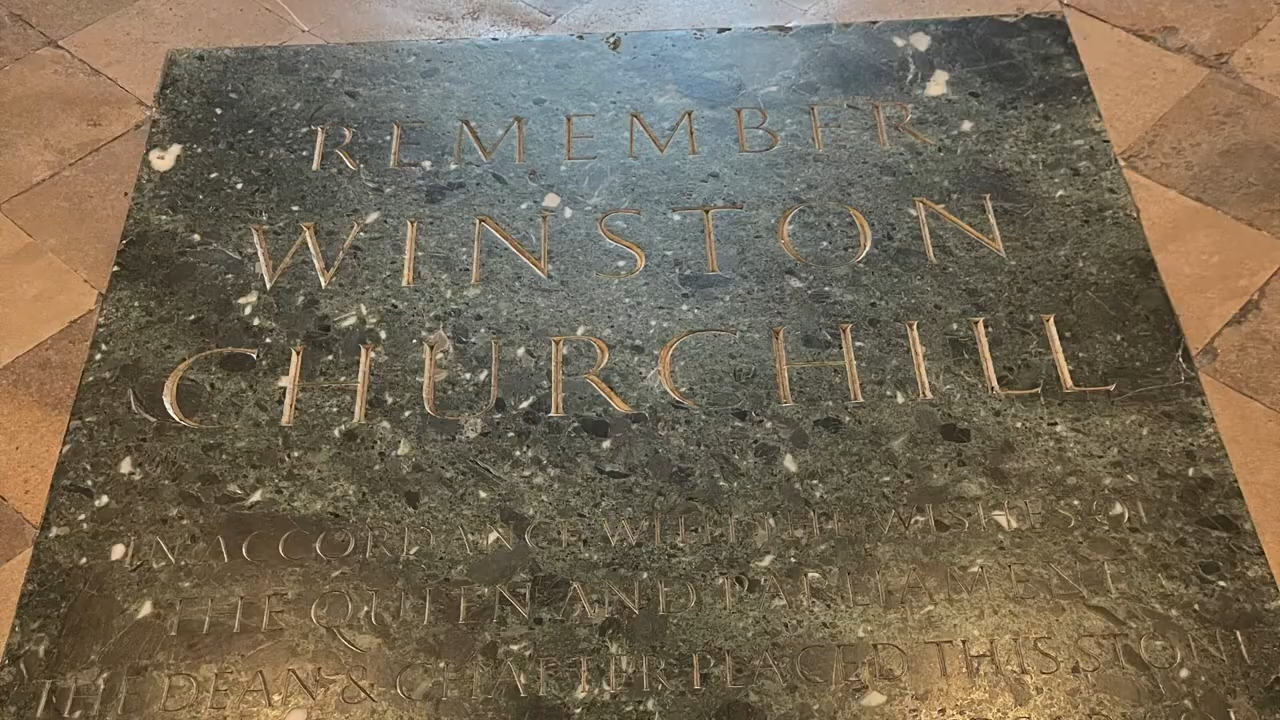 REMEMBER
WINSTON
CHURCHILL
IN ACCORDANCE WITH THE WISHES OF
THE QUEEN AND PARLIAMENT
THE DEAN & CHAPTER PLACED THIS STONE